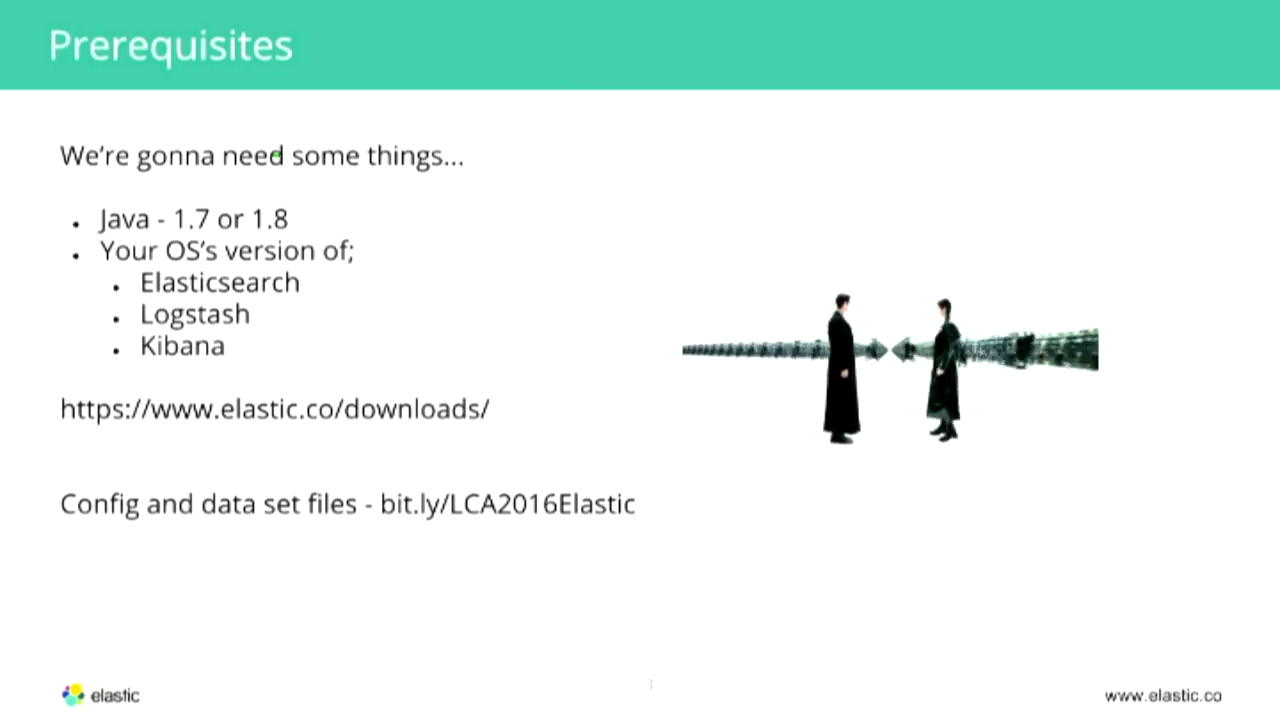 Prerequisites
We're gonna need some things...
Java - 1.7 or 1.8
Your OS's version of;
Elasticsearch
Logstash
Kibana
https://www.elastic.co/downloads/
Config and data set files - bit.ly/LCA2016Elastic
elastic
3
www.elastic.co